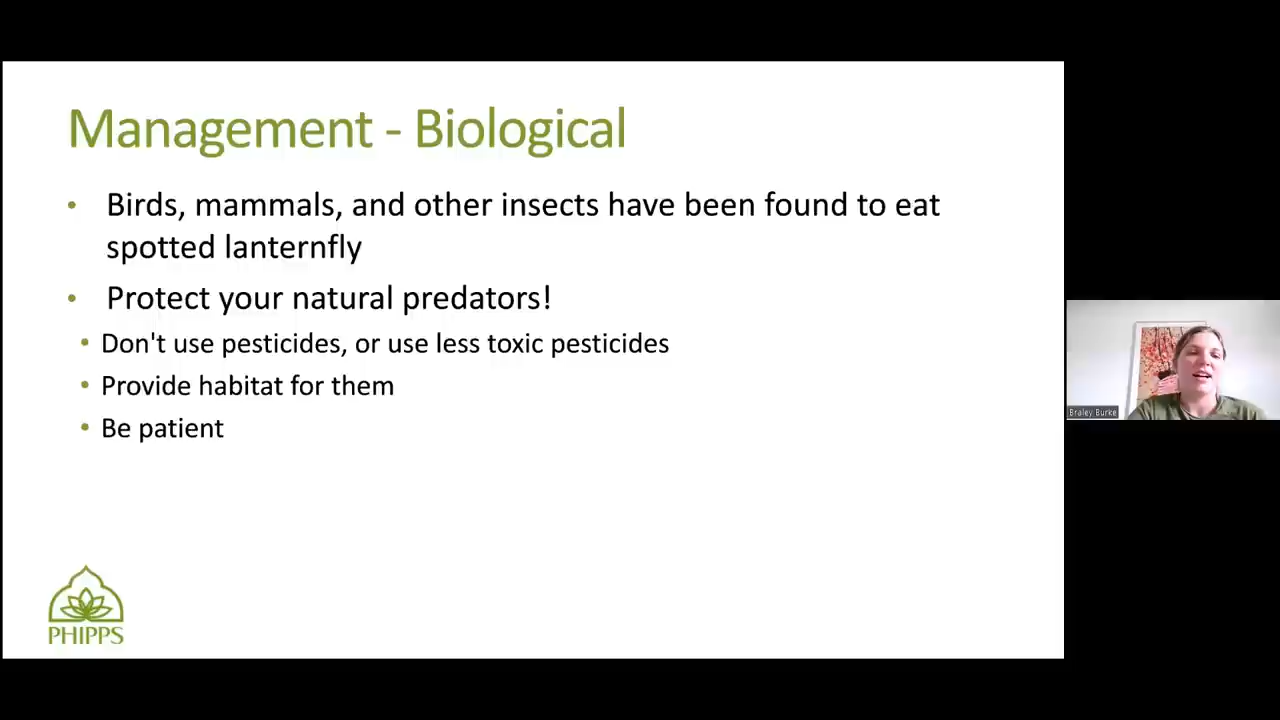 Management - Biological
• Birds, mammals, and other insects have been found to eat
spotted lanternfly
• Protect your natural predators!
• Don't use pesticides, or use less toxic pesticides
• Provide habitat for them
• Be patient
Braley Burke
PHIPPS